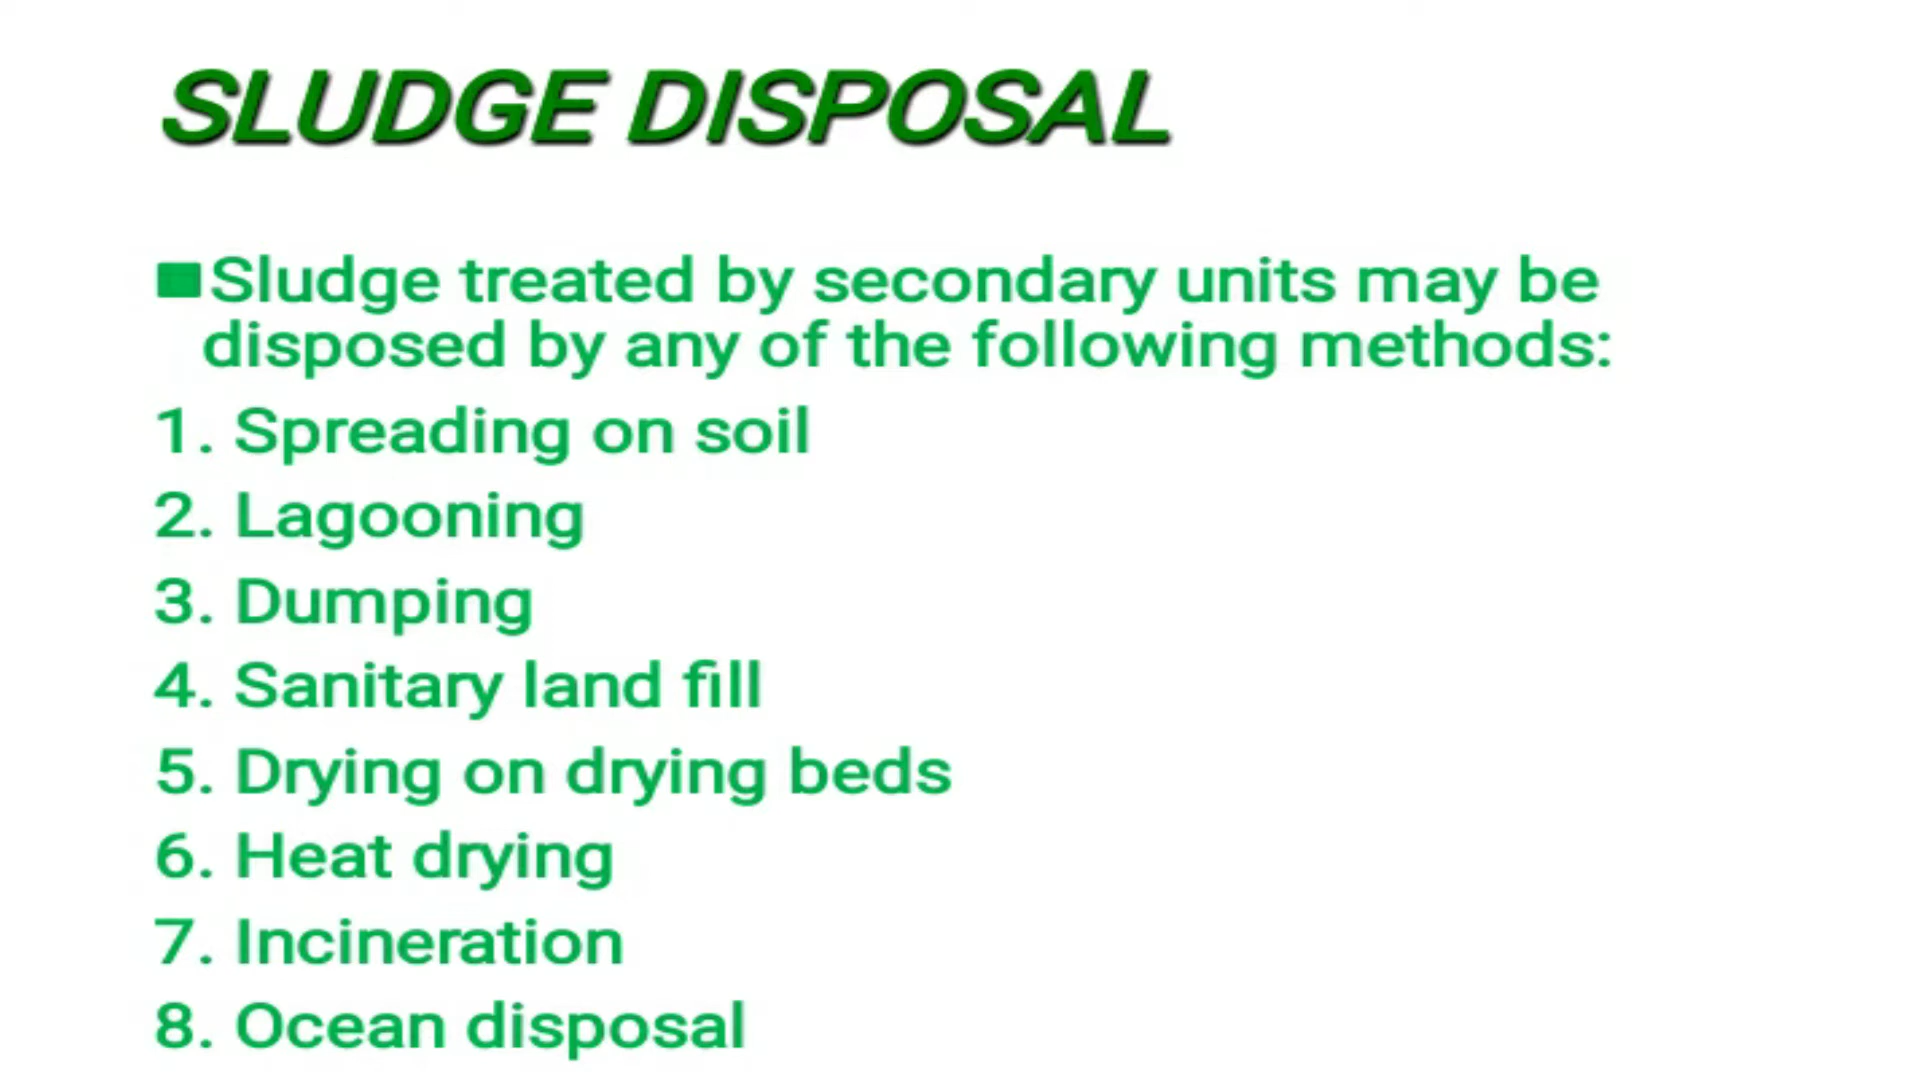 SLUDGE DISPOSAL
Sludge treated by secondary units may be
disposed by any of the following methods:
1. Spreading on soil
2. Lagooning
3. Dumping
4. Sanitary land fill
5. Drying on drying beds
6. Heat drying
7. Incineration
8. Ocean disposal